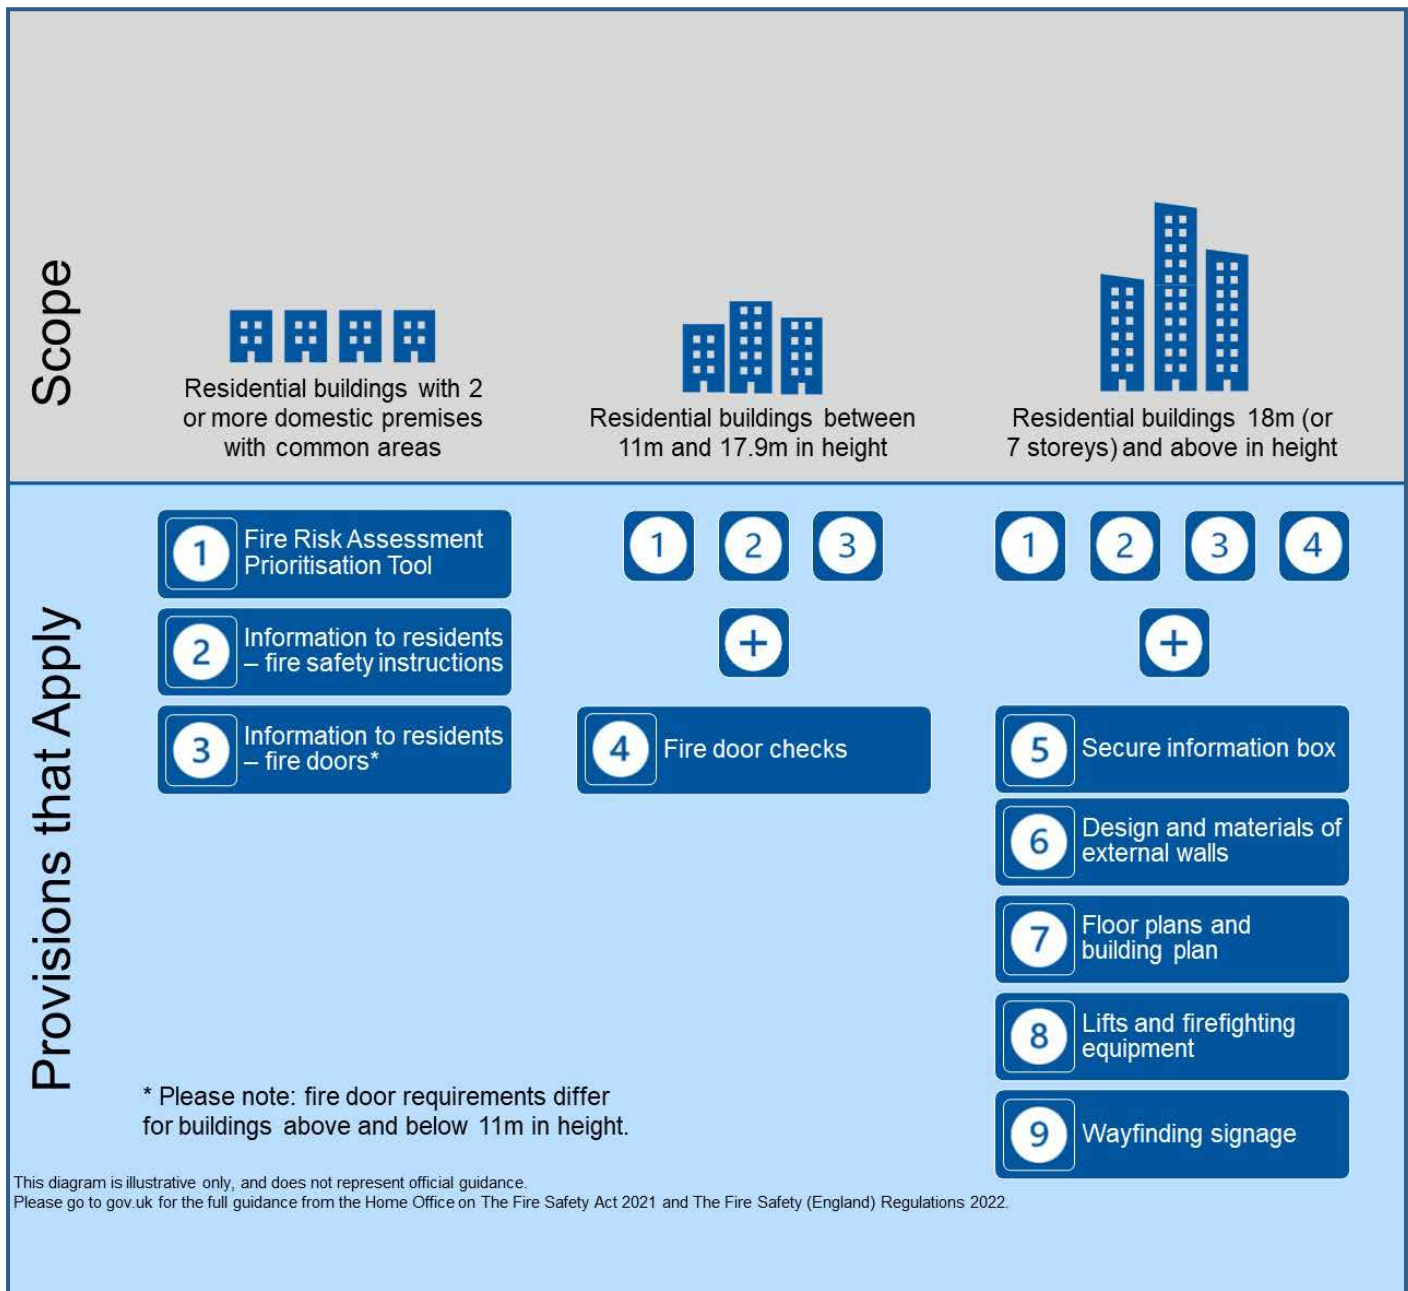 Scope
Residential buildings with 2
or more domestic premises
with common areas
Residential buildings between
11m and 17.9m in height
Residential buildings 18m (or
7 storeys) and above in height
Provisions that Apply
1 Fire Risk Assessment
Prioritisation Tool
2 Information to residents
– fire safety instructions
3 Information to residents
– fire doors*
1 2 3
+
4 Fire door checks
1 2 3 4
+
5 Secure information box
6 Design and materials of
external walls
7 Floor plans and
building plan
8 Lifts and firefighting
equipment
9 Wayfinding signage
* Please note: fire door requirements differ
for buildings above and below 11m in height.
This diagram is illustrative only, and does not represent official guidance.
Please go to gov.uk for the full guidance from the Home Office on The Fire Safety Act 2021 and The Fire Safety (England) Regulations 2022.